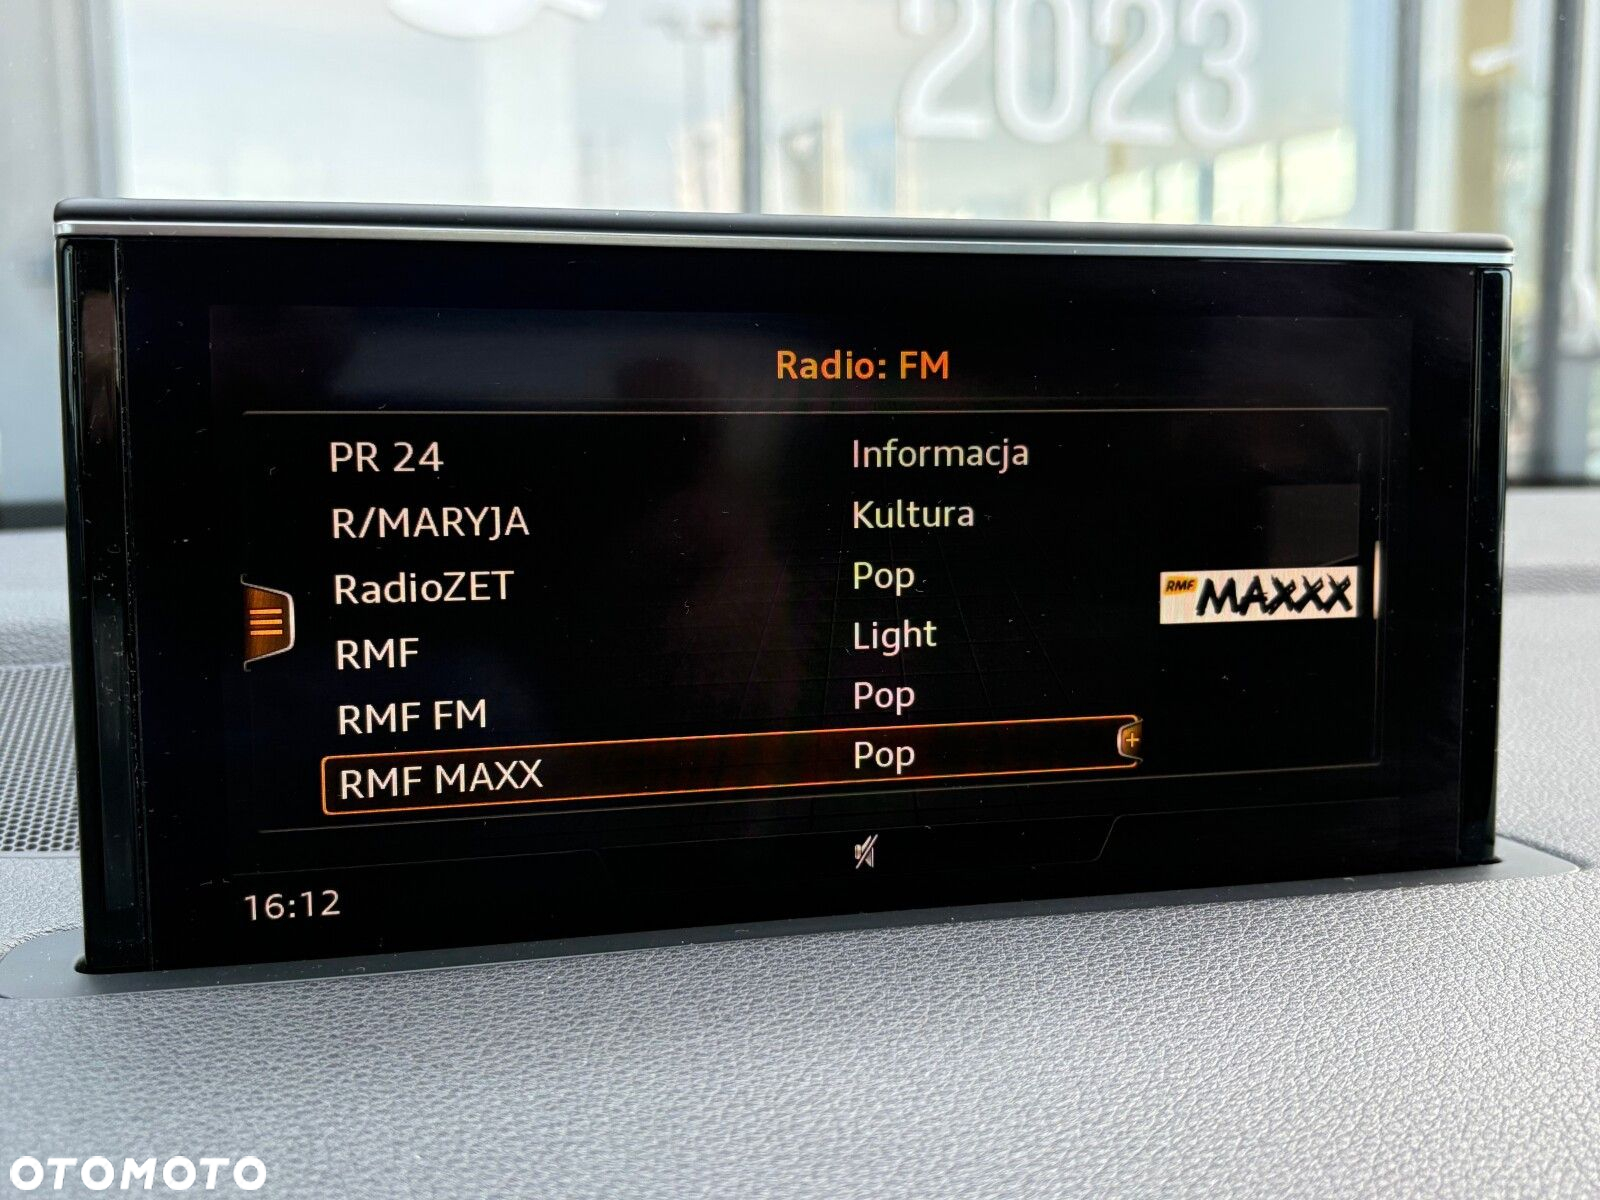 2023
Radio: FM
PR 24 Informacja
R/MARYJA Kultura
RadioZET Pop
RMF Light
RMF FM Pop
RMF MAXX Pop
RMF MAXXX
16:12
OTOMOTO